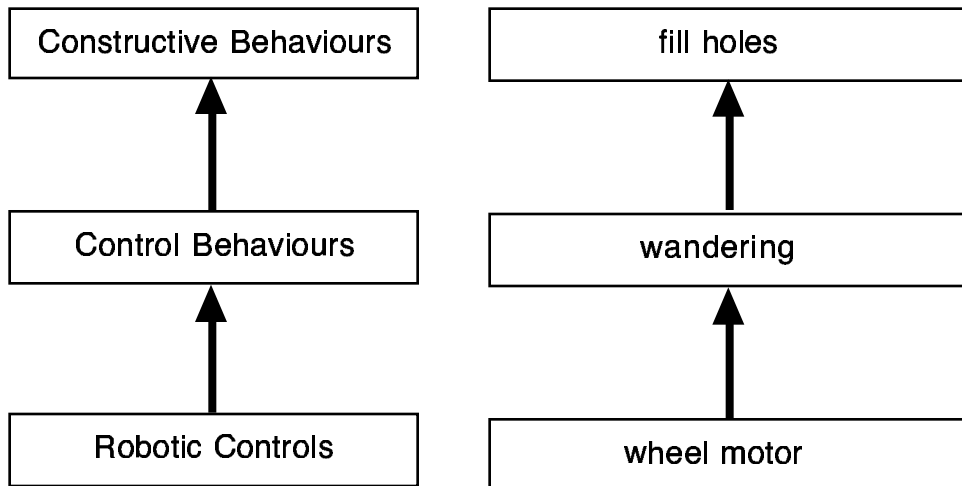 Constructive Behaviours
fill holes
Control Behaviours
wandering
Robotic Controls
wheel motor